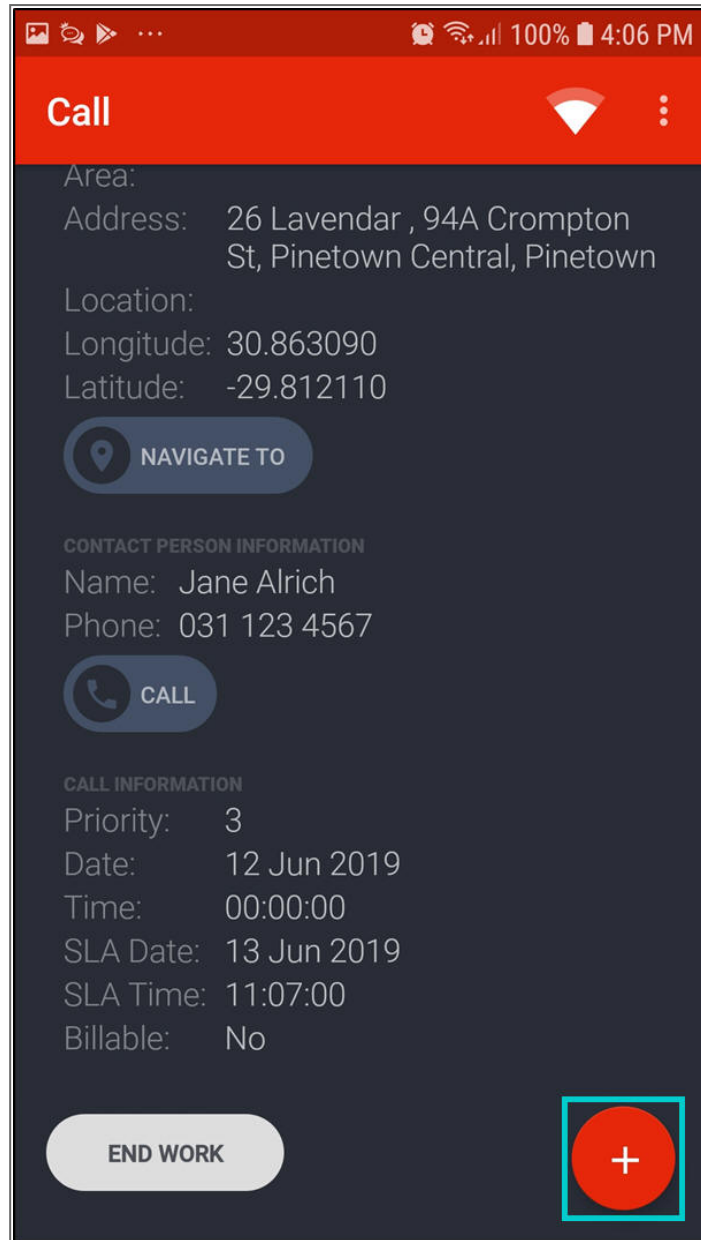 100% 4:06 PM
Call
Area:
Address: 26 Lavendar , 94A Crompton
St, Pinetown Central, Pinetown
Location:
Longitude: 30.863090
Latitude: -29.812110
NAVIGATE TO
CONTACT PERSON INFORMATION
Name: Jane Alrich
Phone: 031 123 4567
CALL
CALL INFORMATION
Priority: 3
Date: 12 Jun 2019
Time: 00:00:00
SLA Date: 13 Jun 2019
SLA Time: 11:07:00
Billable: No
END WORK +